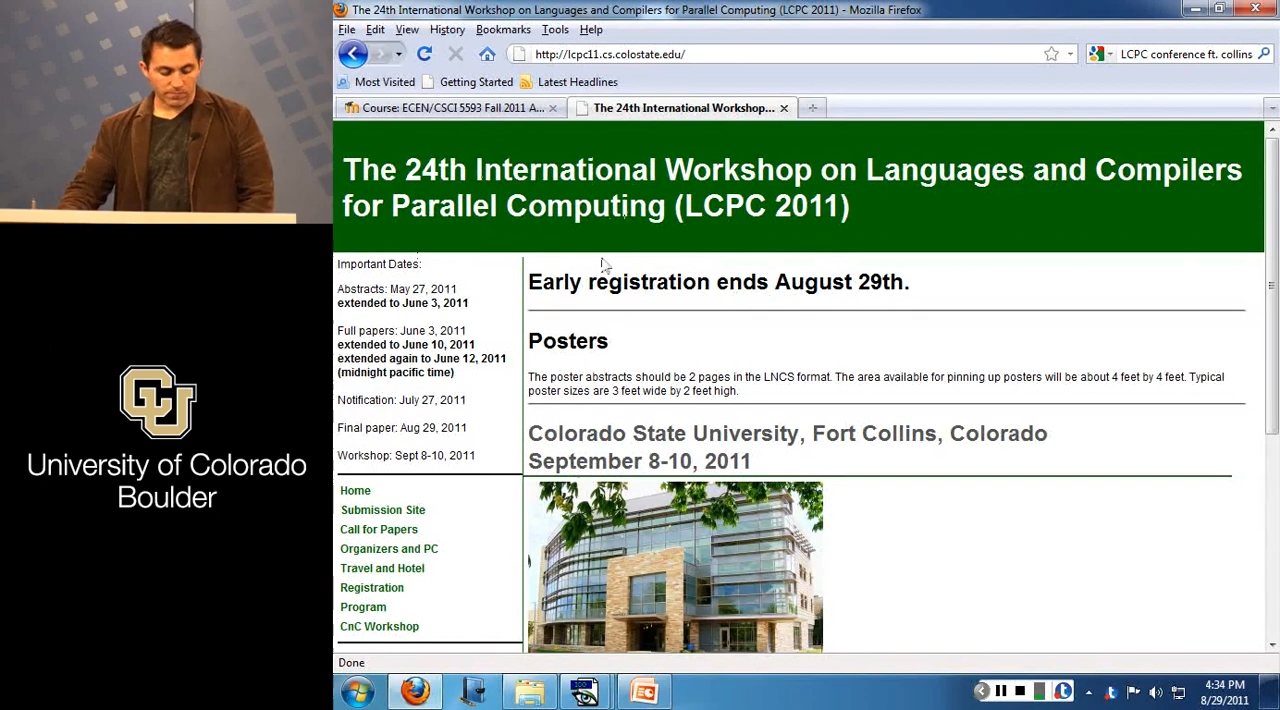 The 24th International Workshop on Languages and Compilers for Parallel Computing (LCPC 2011) - Mozilla Firefox
File Edit View History Bookmarks Tools Help
http://lcpc11.cs.colostate.edu/
LCPC conference ft. collins
Most Visited Getting Started Latest Headlines
Course: ECEN/CSCI 5593 Fall 2011 A...
The 24th International Workshop...
The 24th International Workshop on Languages and Compilers
for Parallel Computing (LCPC 2011)
Important Dates:
Abstracts: May 27, 2011
extended to June 3, 2011
Full papers: June 3, 2011
extended to June 10, 2011
extended again to June 12, 2011
(midnight pacific time)
Notification: July 27, 2011
Final paper: Aug 29, 2011
Workshop: Sept 8-10, 2011
Home
Submission Site
Call for Papers
Organizers and PC
Travel and Hotel
Registration
Program
CnC Workshop
Early registration ends August 29th.
Posters
The poster abstracts should be 2 pages in the LNCS format. The area available for pinning up posters will be about 4 feet by 4 feet. Typical
poster sizes are 3 feet wide by 2 feet high.
Colorado State University, Fort Collins, Colorado
September 8-10, 2011
CU
University of Colorado
Boulder
Done
4:34 PM
8/29/2011